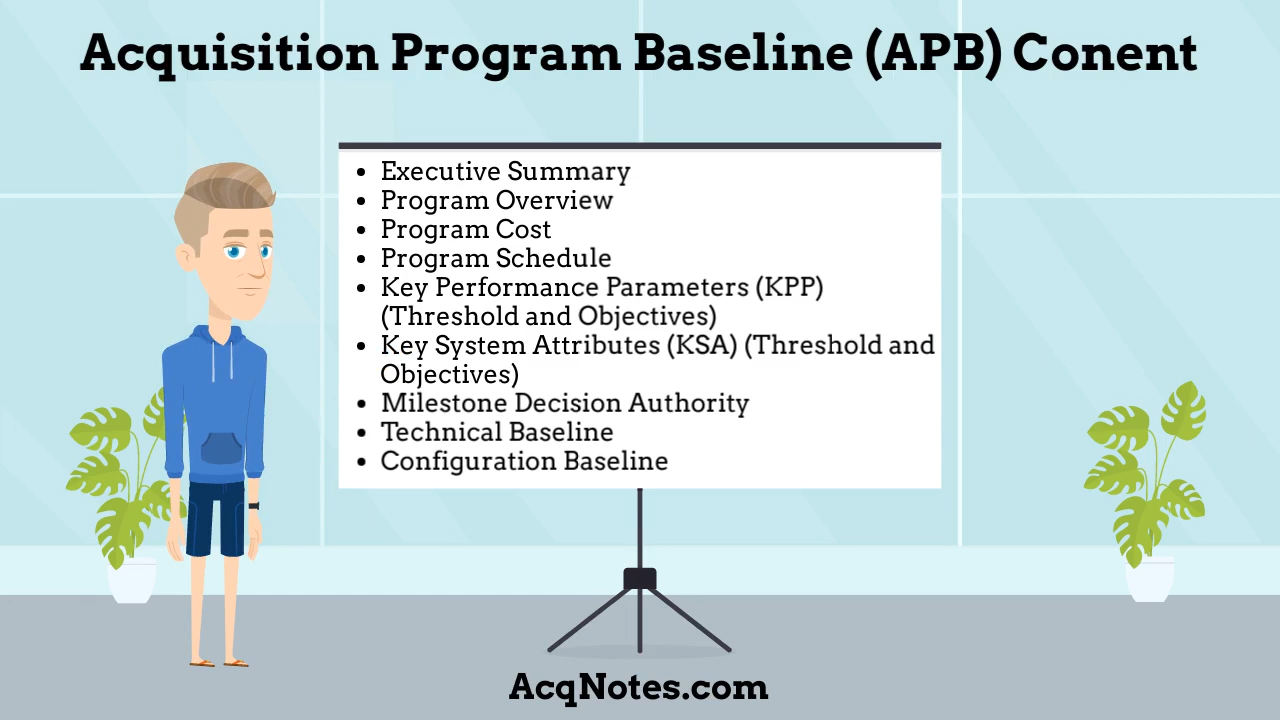 Acquisition Program Baseline (APB) Conent
• Executive Summary
• Program Overview
• Program Cost
• Program Schedule
• Key Performance Parameters (KPP)
(Threshold and Objectives)
• Key System Attributes (KSA) (Threshold and
Objectives)
• Milestone Decision Authority
• Technical Baseline
• Configuration Baseline
AcqNotes.com